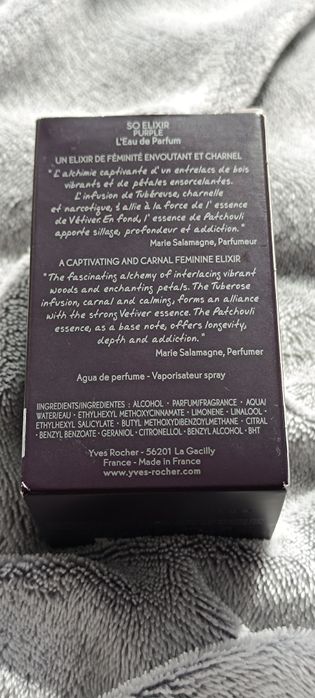 SO ELIXIR
PURPLE
L'Eau de Parfum
UN ELIXIR DE FÉMINITÉ ENVOUTANT ET CHARNEL
" L'alchimie captivante d'un entrelacs de bois
vibrants et de pétales ensorcelantes.
L'infusion de Tubéreuse, charnelle
et narcotique, s'allie à la force de l'essence
de Vétiver. En fond, l'essence de Patchouli
apporte sillage, profondeur et addiction."
Marie Salamagne, Parfumeur
A CAPTIVATING AND CARNAL FEMININE ELIXIR
"The fascinating alchemy of interlacing vibrant
woods and enchanting petals. The Tuberose
infusion, carnal and calming, forms an alliance
with the strong Vetiver essence. The Patchouli
essence, as a base note, offers longevity,
depth and addiction."
Marie Salamagne, Perfumer
Agua de perfume - Vaporisateur spray
INGREDIENTS/INGREDIENTES : ALCOHOL • PARFUM/FRAGRANCE • AQUA/
WATER/EAU • ETHYLHEXYL METHOXYCINNAMATE • LIMONENE • LINALOOL •
ETHYLHEXYL SALICYLATE • BUTYL METHOXYDIBENZOYLMETHANE • CITRAL
• BENZYL BENZOATE • GERANIOL • CITRONELLOL • BENZYL ALCOHOL • BHT
Yves Rocher - 56201 La Gacilly
France - Made in France
www.yves-rocher.com